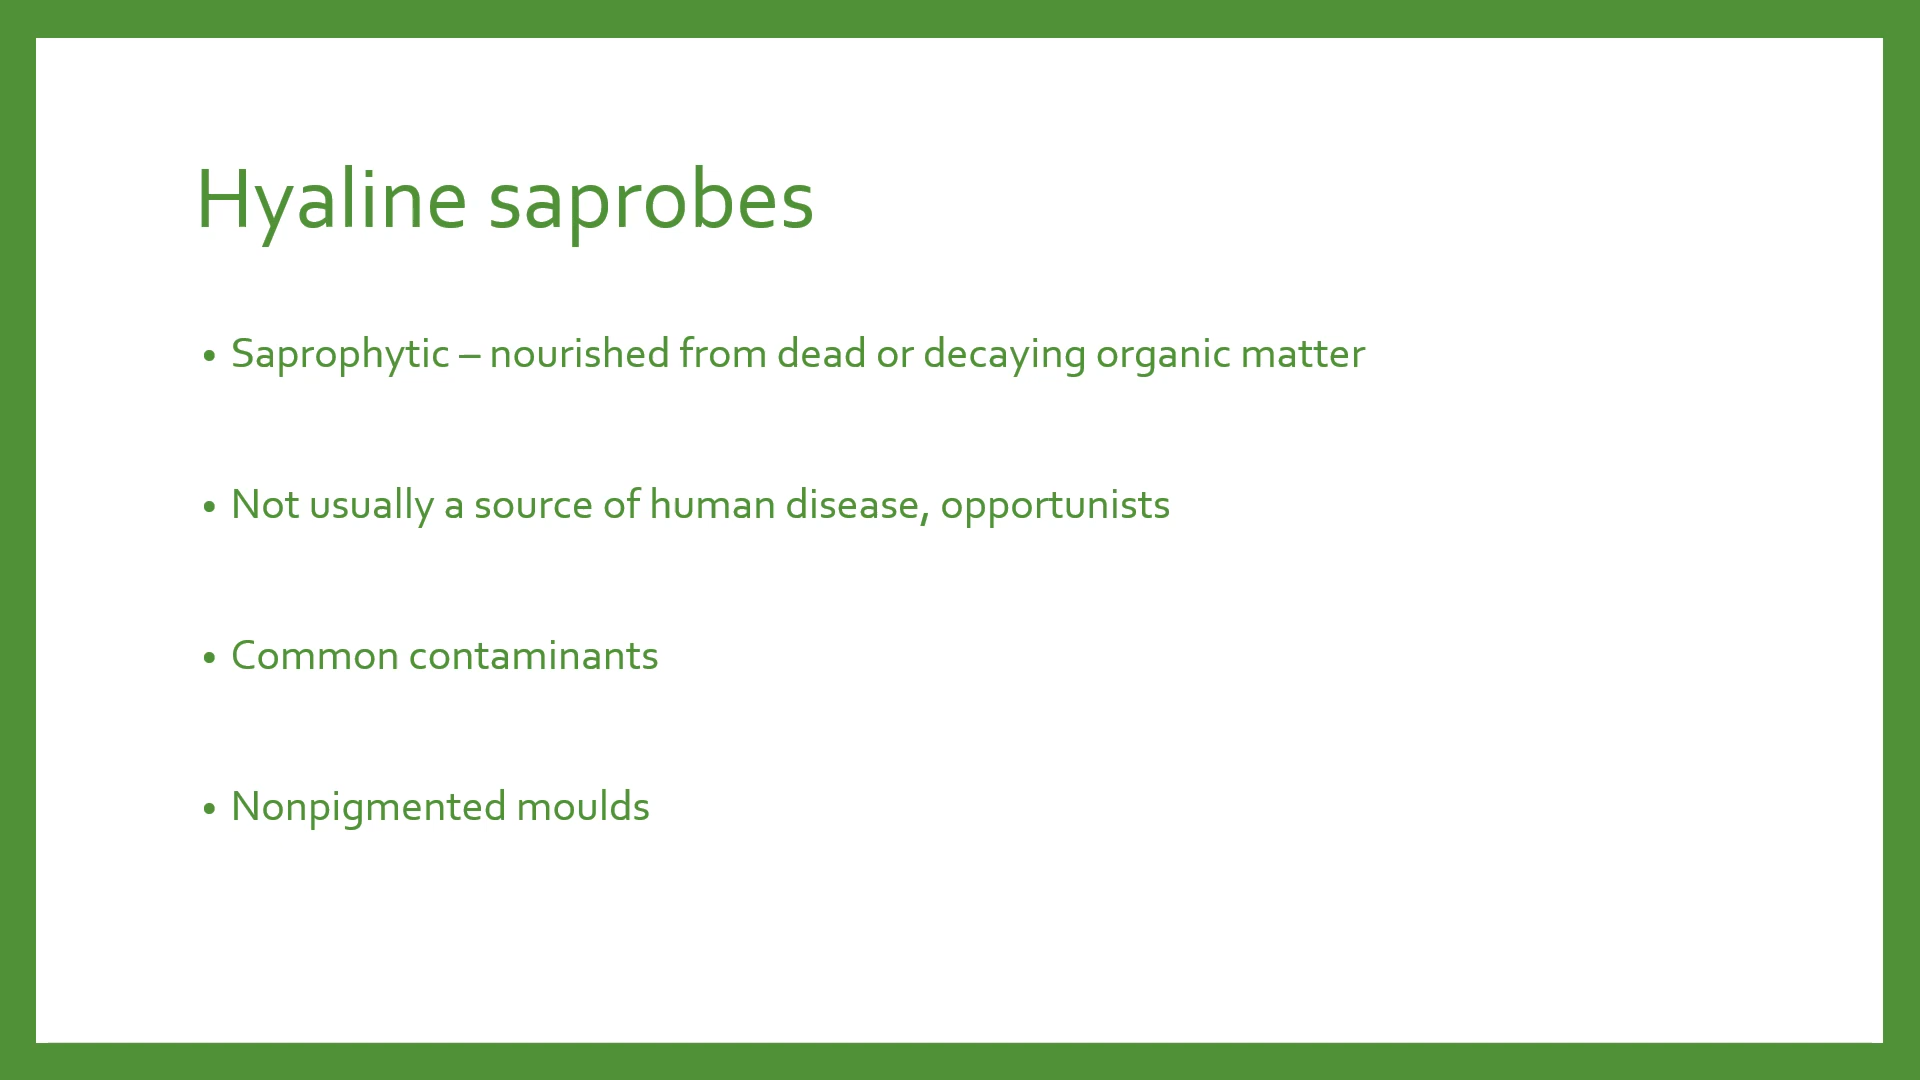 Hyaline saprobes
• Saprophytic – nourished from dead or decaying organic matter
• Not usually a source of human disease, opportunists
• Common contaminants
• Nonpigmented moulds